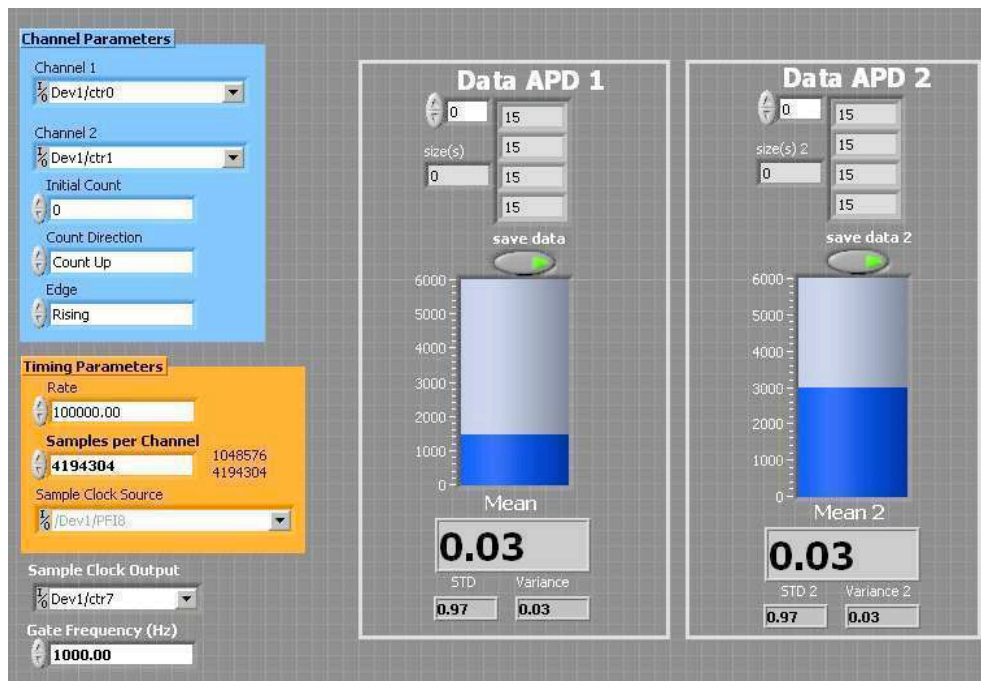 Channel Parameters
Channel 1
I/O Dev1/ctr0
Channel 2
I/O Dev1/ctr1
Initial Count
0
Count Direction
Count Up
Edge
Rising
Timing Parameters
Rate
100000.00
Samples per Channel
4194304
1048576
4194304
Sample Clock Source
I/O /Dev1/PFI8
Sample Clock Output
I/O Dev1/ctr7
Gate Frequency (Hz)
1000.00
Data APD 1
0
15
15
size(s)
0
15
15
save data
6000
5000
4000
3000
2000
1000
0
Mean
0.03
STD Variance
0.97 0.03
Data APD 2
0
15
15
size(s) 2
0
15
15
save data 2
6000
5000
4000
3000
2000
1000
0
Mean 2
0.03
STD 2 Variance 2
0.97 0.03